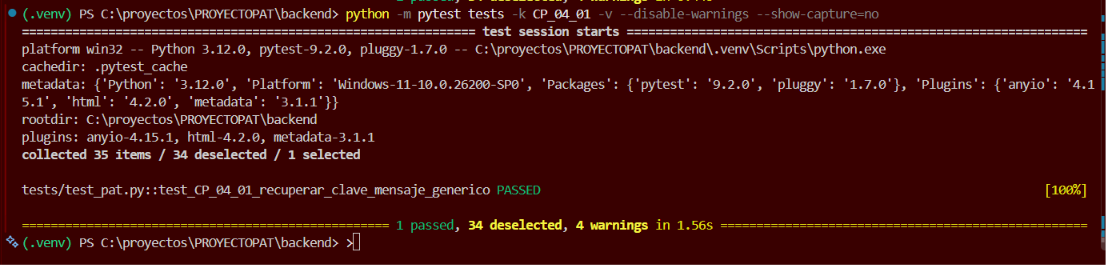 (.venv) PS C:\proyectos\PROYECTOPAT\backend> python -m pytest tests -k CP_04_01 -v --disable-warnings --show-capture=no
================================================================ test session starts ================================================================
platform win32 -- Python 3.12.0, pytest-9.2.0, pluggy-1.7.0 -- C:\proyectos\PROYECTOPAT\backend\.venv\Scripts\python.exe
cachedir: .pytest_cache
metadata: {'Python': '3.12.0', 'Platform': 'Windows-11-10.0.26200-SP0', 'Packages': {'pytest': '9.2.0', 'pluggy': '1.7.0'}, 'Plugins': {'anyio': '4.1
5.1', 'html': '4.2.0', 'metadata': '3.1.1'}}
rootdir: C:\proyectos\PROYECTOPAT\backend
plugins: anyio-4.15.1, html-4.2.0, metadata-3.1.1
collected 35 items / 34 deselected / 1 selected
tests/test_pat.py::test_CP_04_01_recuperar_clave_mensaje_generico PASSED [100%]
=================================================== 1 passed, 34 deselected, 4 warnings in 1.56s ===================================================
(.venv) PS C:\proyectos\PROYECTOPAT\backend> >